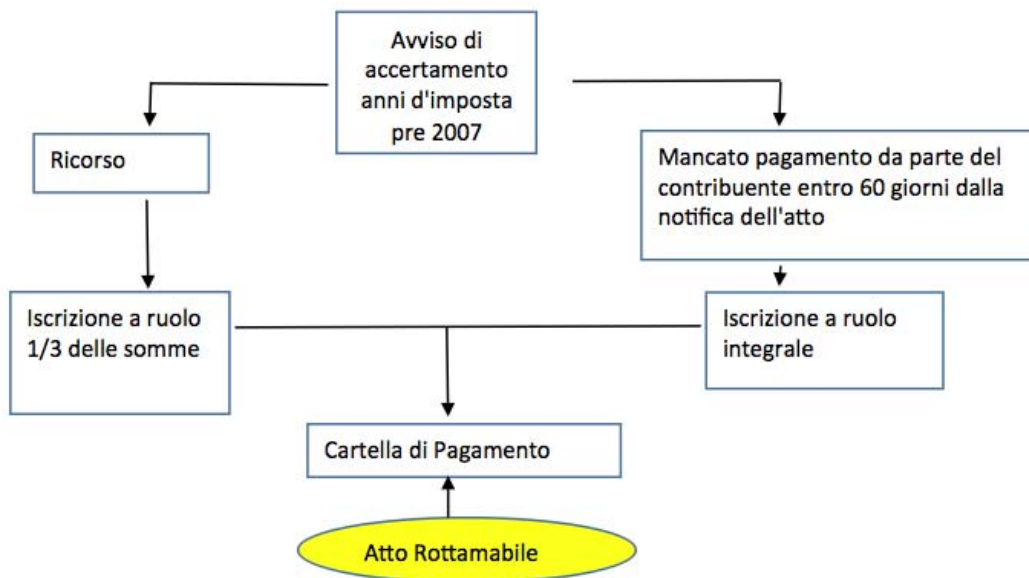 Avviso di
accertamento
anni d'imposta
pre 2007
Ricorso
Mancato pagamento da parte del
contribuente entro 60 giorni dalla
notifica dell'atto
Iscrizione a ruolo
1/3 delle somme
Iscrizione a ruolo
integrale
Cartella di Pagamento
Atto Rottamabile